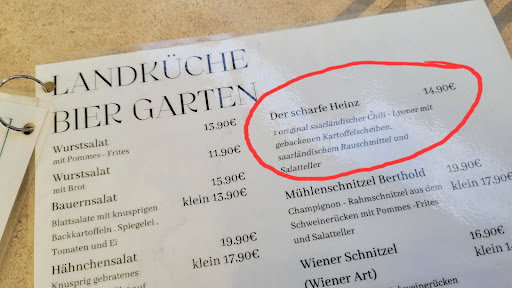 LANDKÜCHE
BIER GARTEN
Wurstsalat 13.90€
mit Pommes - Frites
Wurstsalat 11.90€
mit Brot
Bauernsalat 15.90€
Blattsalate mit knusprigen klein 13.90€
Backkartoffeln , Spiegelei ,
Tomaten und Ei
Hähnchensalat 19.90€
Knusprig gebratenes klein 17.90€
Der scharfe Heinz 14.90€
1 original saarländischer Chili - Lyoner mit
gebackenen Kartoffelscheiben,
saarländischem Rauschmittel und
Salatteller
Mühlenschnitzel Berthold 19.90€
Champignon - Rahmschnitzel aus dem klein 17.90€
Schweinerücken mit Pommes -Frites
und Salatteller
Wiener Schnitzel 16.90€
(Wiener Art) klein